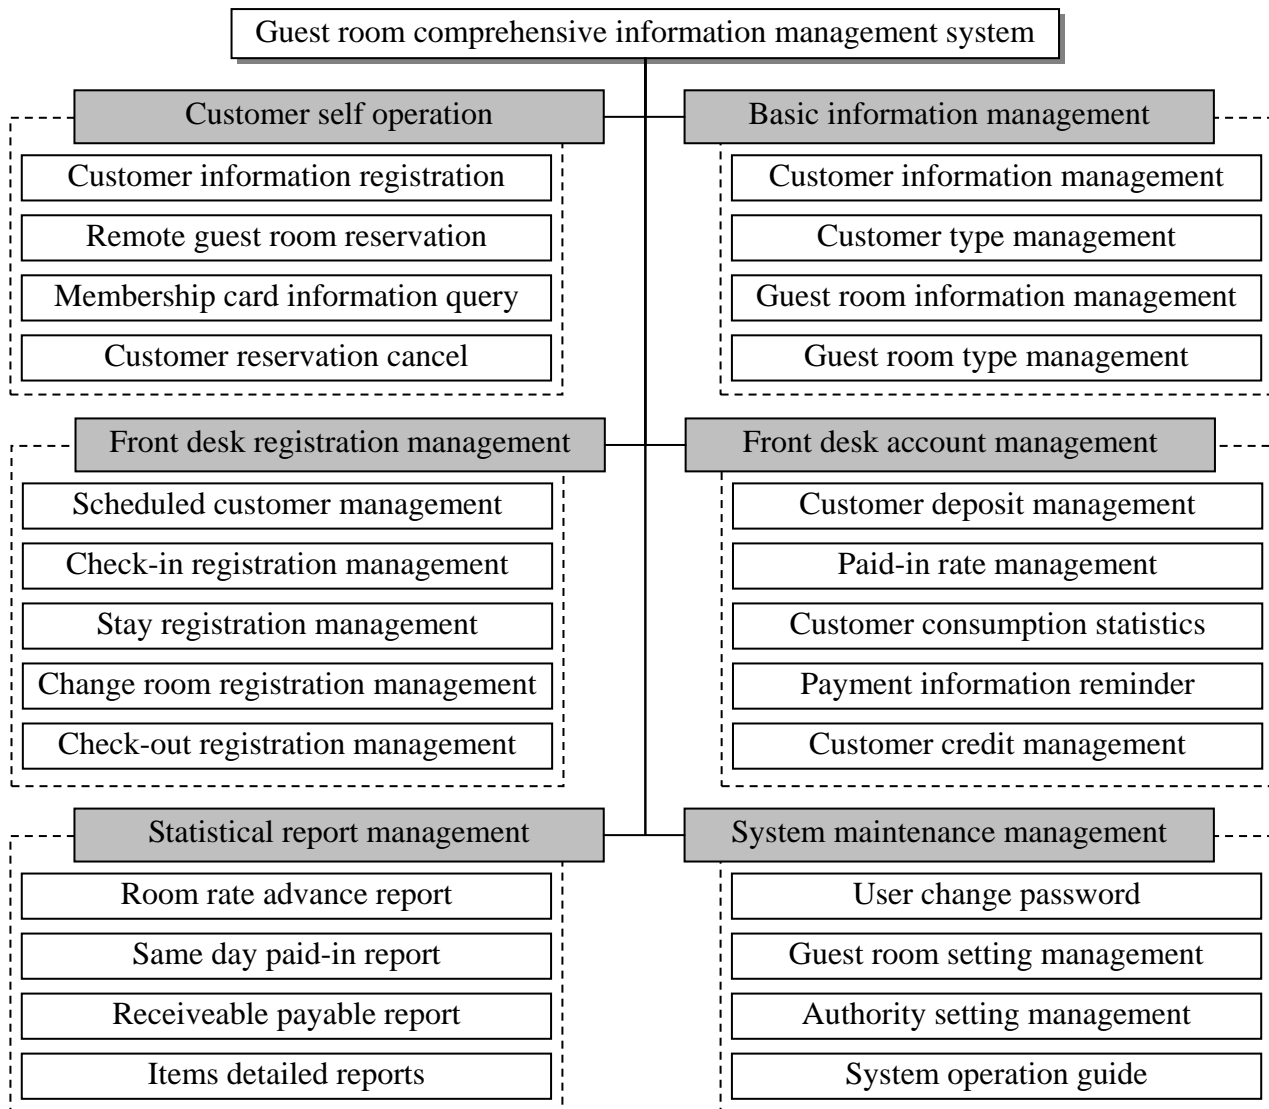 Guest room comprehensive information management system
Customer self operation
Customer information registration
Remote guest room reservation
Membership card information query
Customer reservation cancel
Basic information management
Customer information management
Customer type management
Guest room information management
Guest room type management
Front desk registration management
Scheduled customer management
Check-in registration management
Stay registration management
Change room registration management
Check-out registration management
Front desk account management
Customer deposit management
Paid-in rate management
Customer consumption statistics
Payment information reminder
Customer credit management
Statistical report management
Room rate advance report
Same day paid-in report
Receiveable payable report
Items detailed reports
System maintenance management
User change password
Guest room setting management
Authority setting management
System operation guide